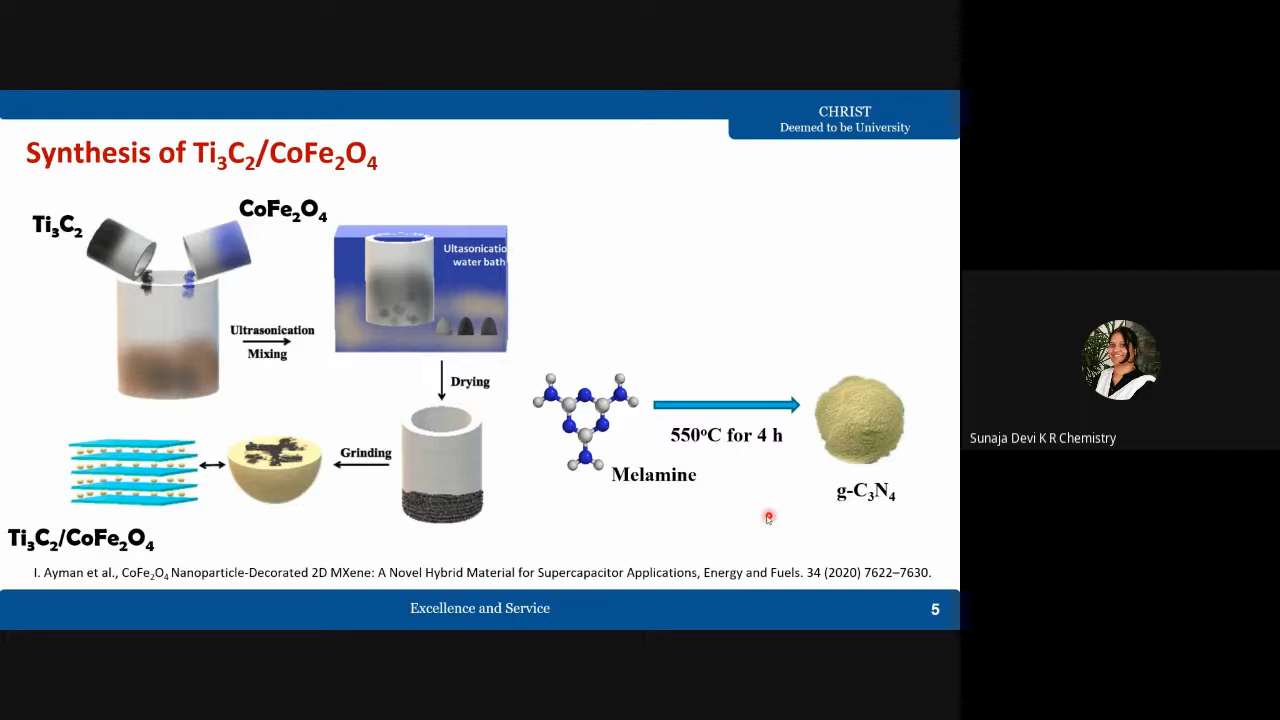 CHRIST
Deemed to be University
Synthesis of Ti₃C₂/CoFe₂O₄
Ti₃C₂
CoFe₂O₄
Ultasonicatio
water bath
Ultrasonication
Mixing
Drying
Grinding
Ti₃C₂/CoFe₂O₄
550°C for 4 h
Melamine
g-C₃N₄
I. Ayman et al., CoFe₂O₄ Nanoparticle-Decorated 2D MXene: A Novel Hybrid Material for Supercapacitor Applications, Energy and Fuels. 34 (2020) 7622–7630.
Excellence and Service
5
Sunaja Devi K R Chemistry